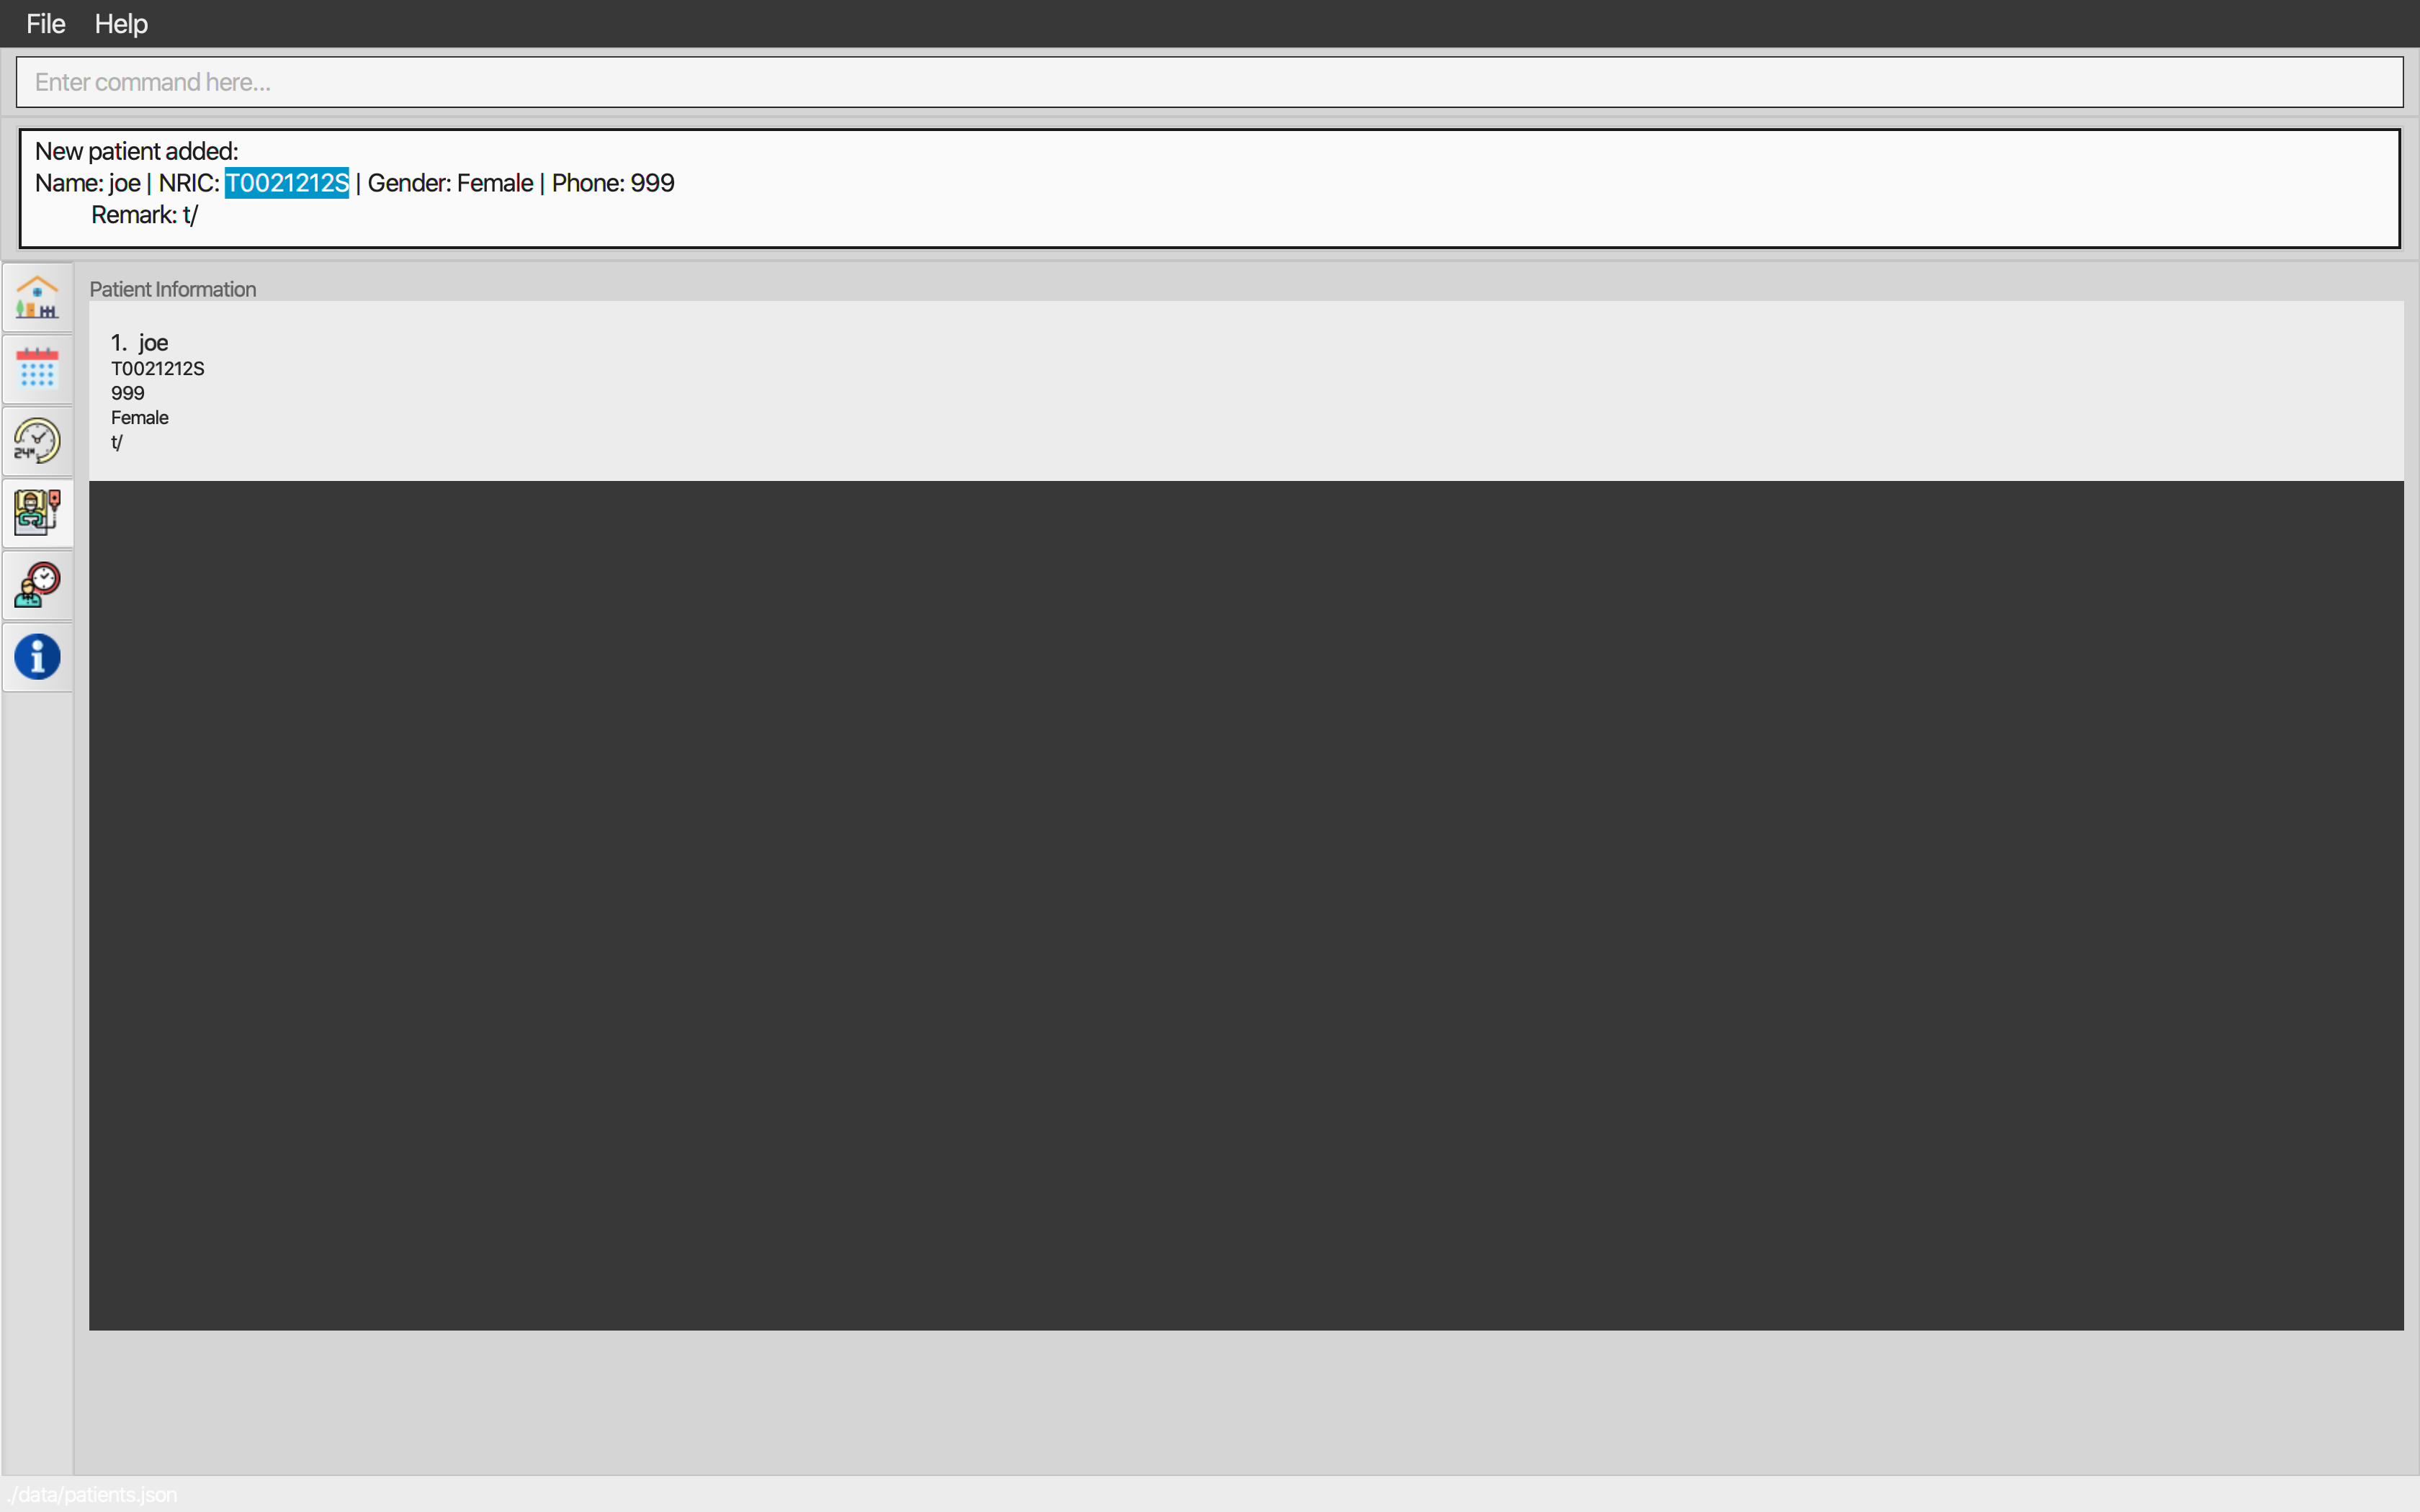 File Help
Enter command here...
New patient added:
Name: joe | NRIC: T0021212S | Gender: Female | Phone: 999
Remark: t/
Patient Information
1. joe
T0021212S
999
Female
t/
24H
./data/patients.json